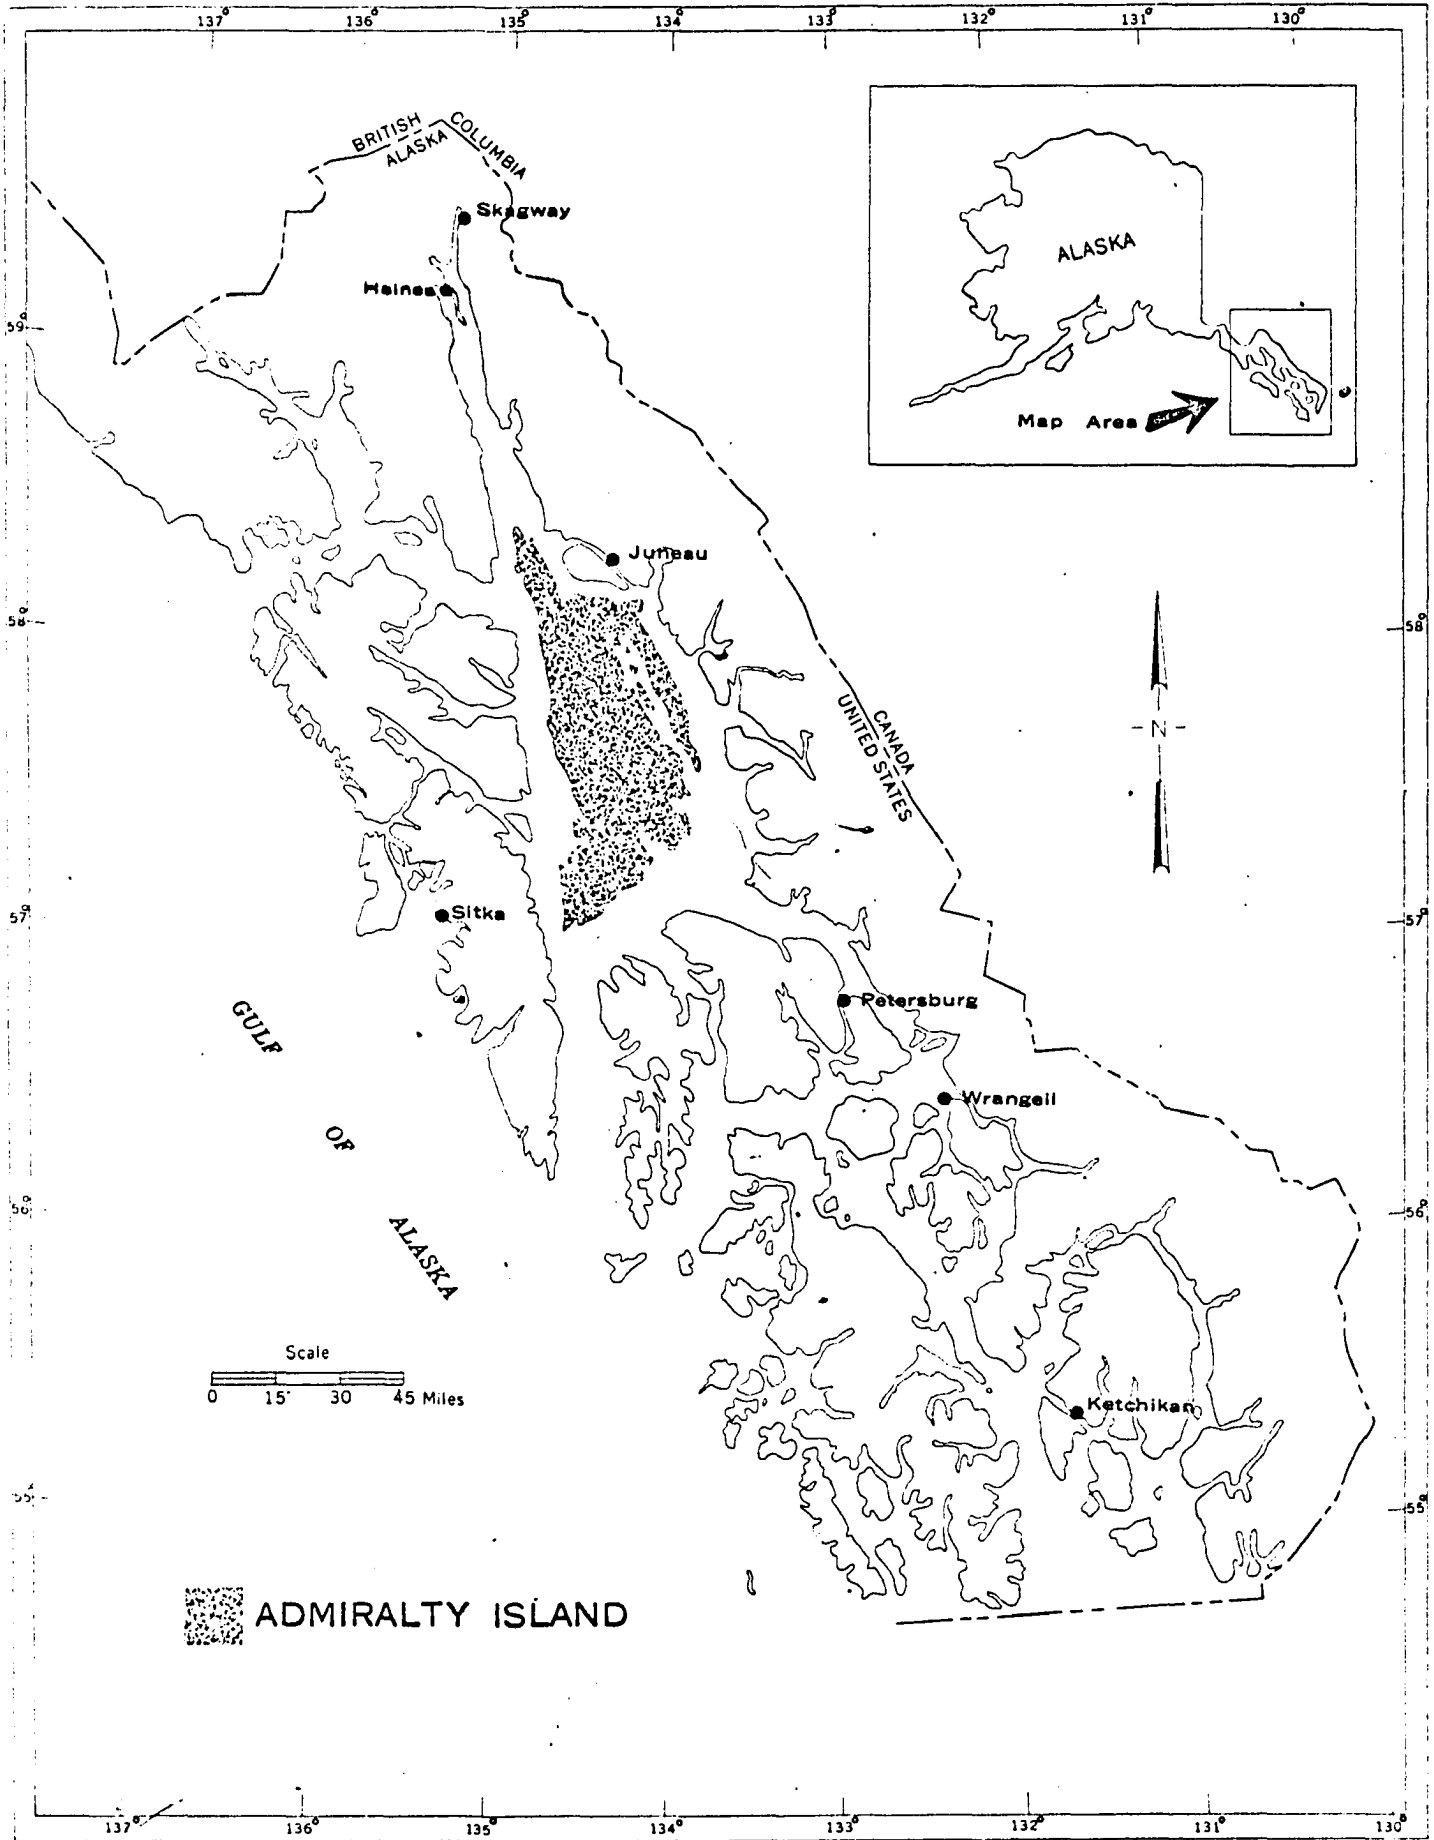 137° 136° 135° 134° 133° 132° 131° 130°
BRITISH COLUMBIA
ALASKA
Skagway
Haines
ALASKA
Map Area
59°
Juneau
58° 58°
CANADA
UNITED STATES
N
57° 57°
Sitka
Petersburg
GULF OF ALASKA
Wrangell
56° 56°
Scale
0 15 30 45 Miles
Ketchikan
55° 55°
ADMIRALTY ISLAND
137° 136° 135° 134° 133° 132° 131° 130°